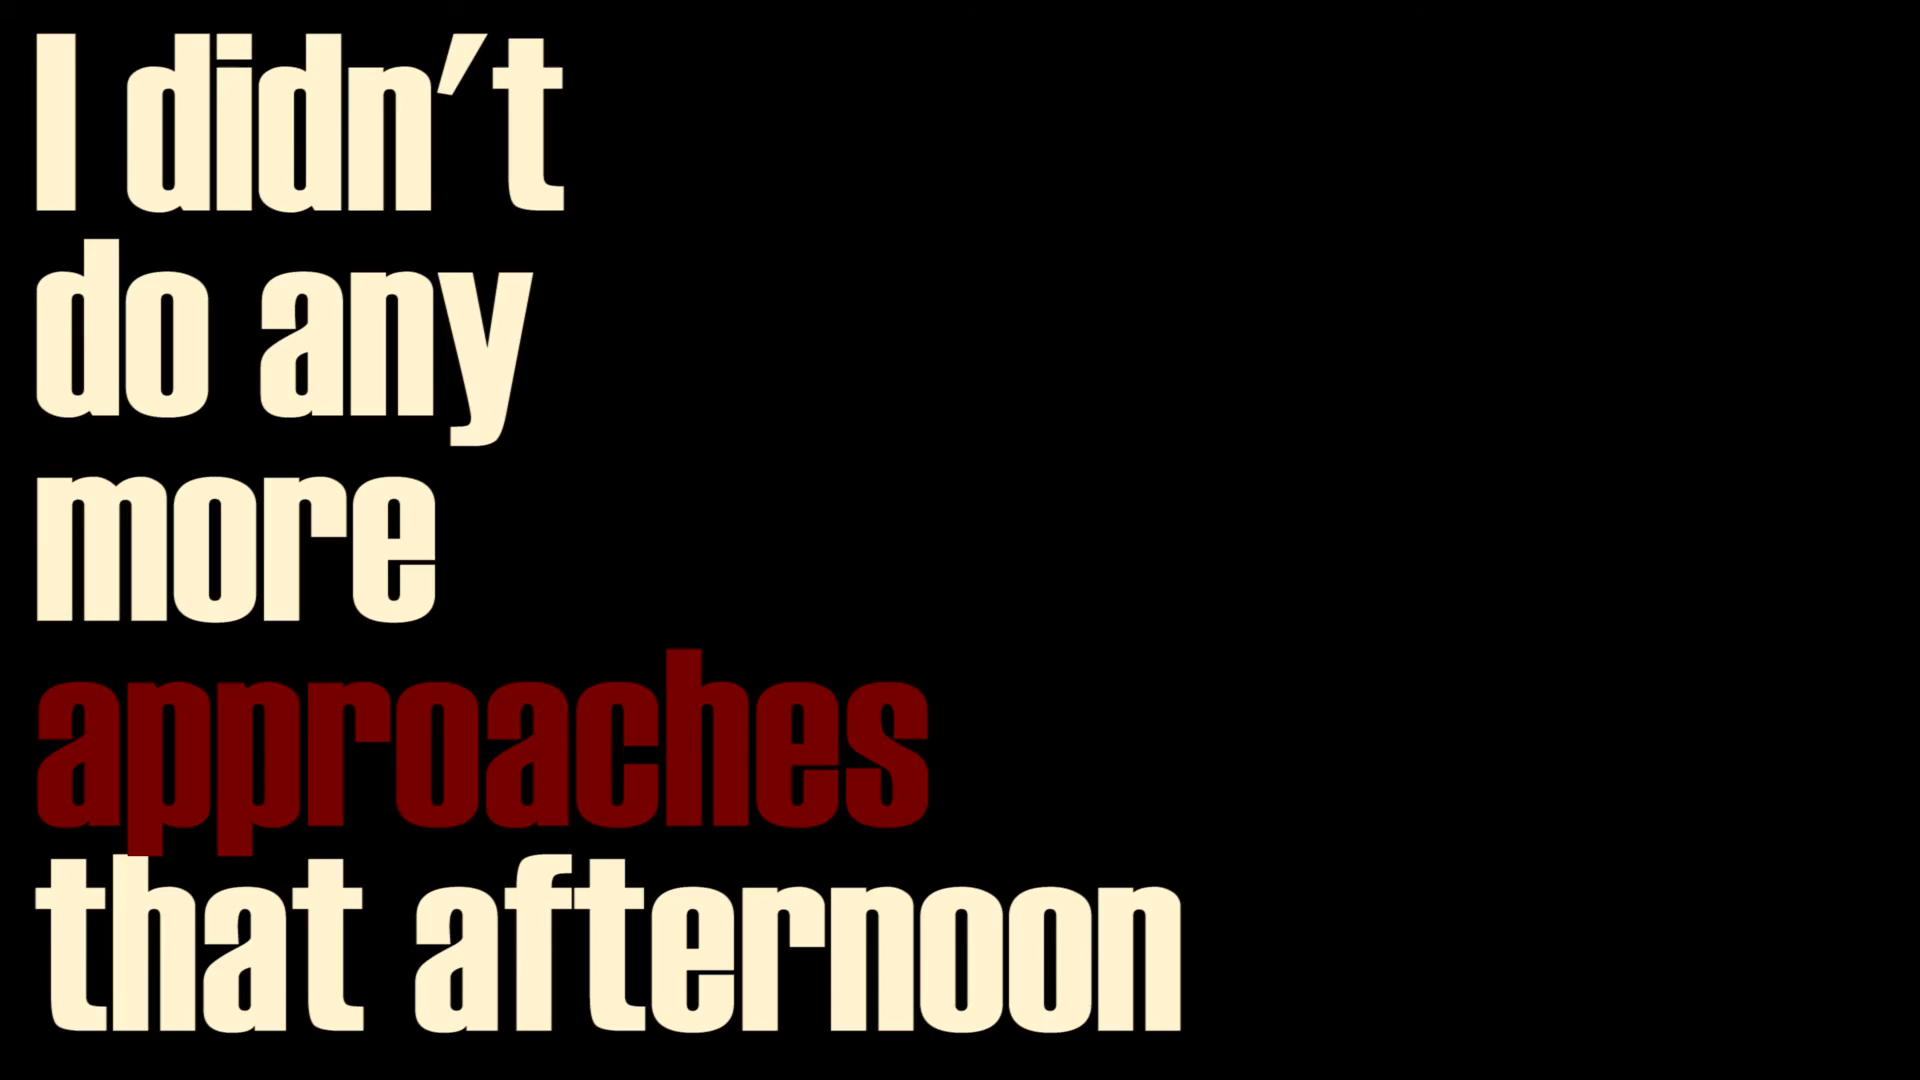 I didn't
do any
more
approaches
that afternoon